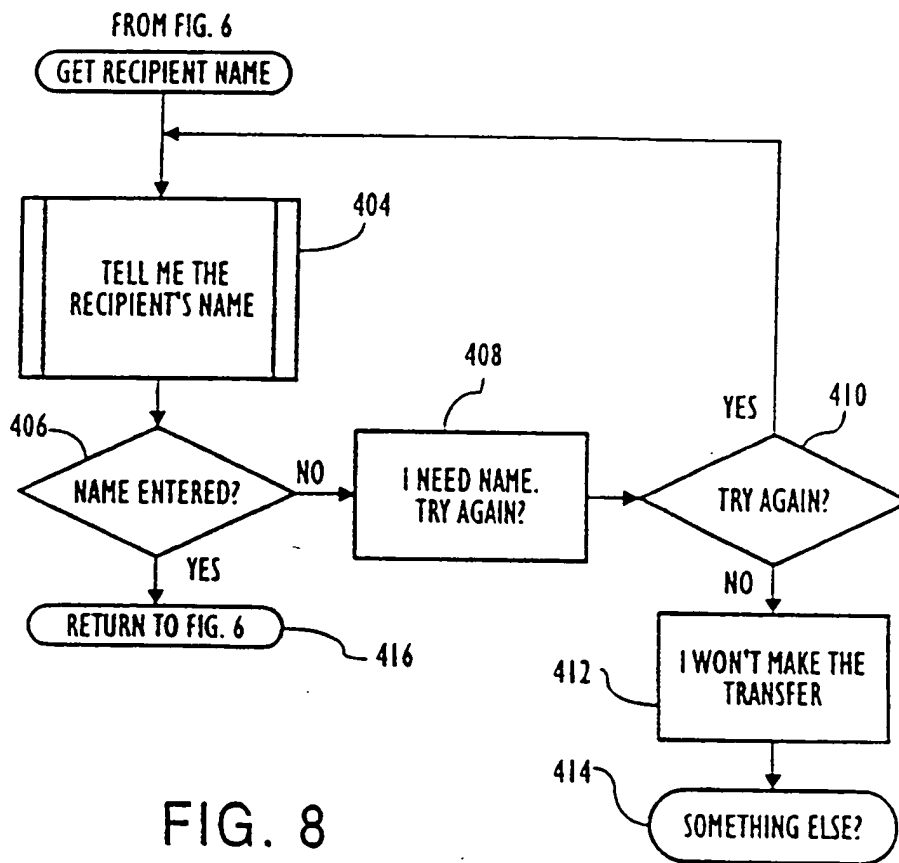 FROM FIG. 6
GET RECIPIENT NAME
404
TELL ME THE
RECIPIENT'S NAME
406
NAME ENTERED?
NO
408
I NEED NAME.
TRY AGAIN?
YES
410
TRY AGAIN?
YES
RETURN TO FIG. 6
416
NO
412
I WON'T MAKE THE
TRANSFER
414
SOMETHING ELSE?
FIG. 8